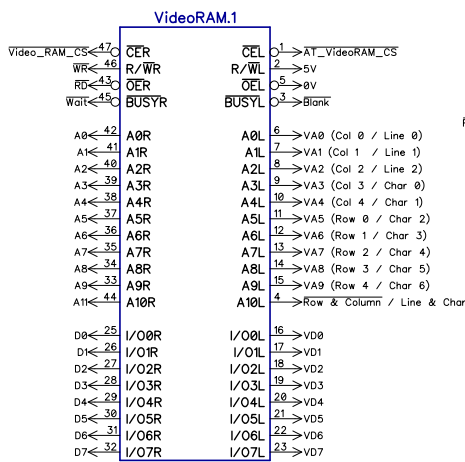 VideoRAM.1
Video_RAM_CS 47 CER CEL 1 AT_VideoRAM_CS
WR 46 R/WR R/WL 2 5V
RD 43 OER OEL 5 0V
Wait 45 BUSYR BUSYL 3 Blank
A0 42 A0R A0L 6 VA0 (Col 0 / Line 0)
A1 41 A1R A1L 7 VA1 (Col 1 / Line 1)
A2 40 A2R A2L 8 VA2 (Col 2 / Line 2)
A3 39 A3R A3L 9 VA3 (Col 3 / Char 0)
A4 38 A4R A4L 10 VA4 (Col 4 / Char 1)
A5 37 A5R A5L 11 VA5 (Row 0 / Char 2)
A6 36 A6R A6L 12 VA6 (Row 1 / Char 3)
A7 35 A7R A7L 13 VA7 (Row 2 / Char 4)
A8 34 A8R A8L 14 VA8 (Row 3 / Char 5)
A9 33 A9R A9L 15 VA9 (Row 4 / Char 6)
A11 44 A10R A10L 4 Row & Column / Line & Char
D0 25 I/O0R I/O0L 16 VD0
D1 26 I/O1R I/O1L 17 VD1
D2 27 I/O2R I/O2L 18 VD2
D3 28 I/O3R I/O3L 19 VD3
D4 29 I/O4R I/O4L 20 VD4
D5 30 I/O5R I/O5L 21 VD5
D6 31 I/O6R I/O6L 22 VD6
D7 32 I/O7R I/O7L 23 VD7